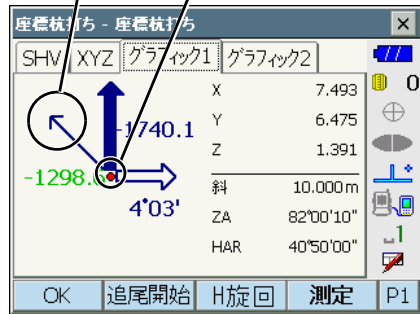 座標杭打ち - 座標杭打ち
SHV XYZ グラフィック1 グラフィック2
X 7.493 0
-1740.1 Y 6.475
Z 1.391
-1298.6
斜 10.000m
4°03'
ZA 82°00'10"
HAR 40°50'00"
1
OK 追尾開始 H旋回 測定 P1